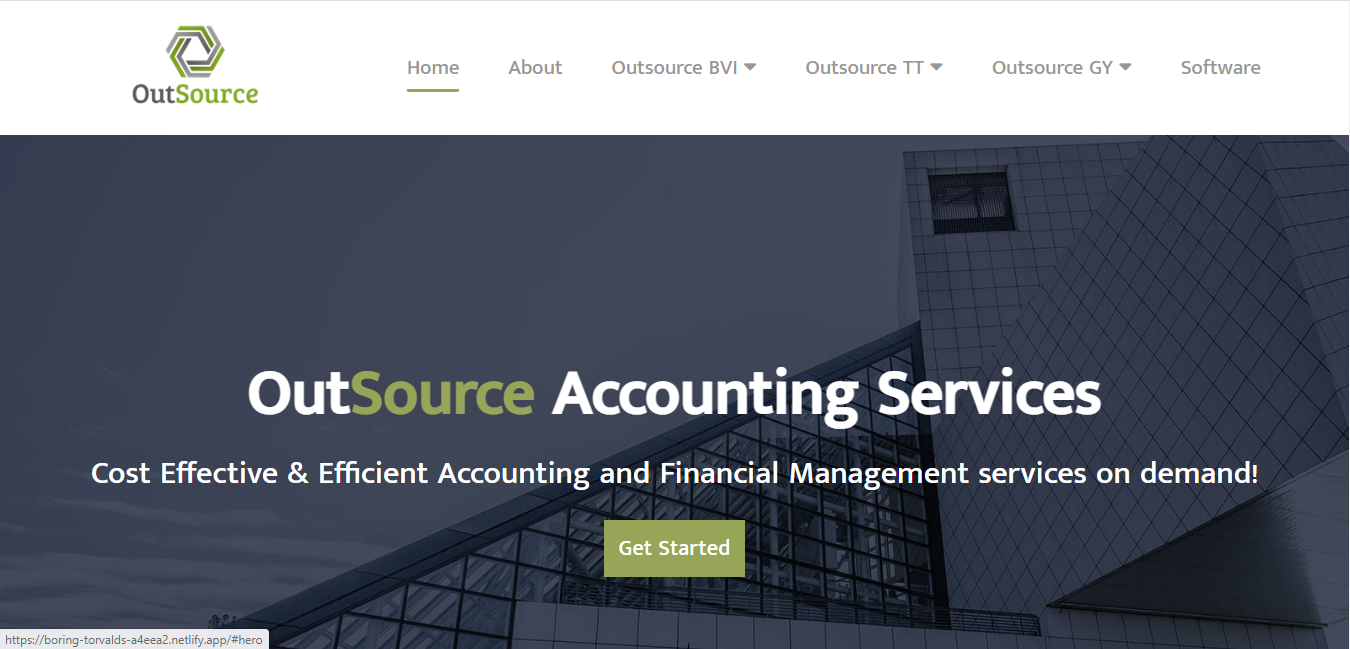 OutSource
Home About Outsource BVI Outsource TT Outsource GY Software
OutSource Accounting Services
Cost Effective & Efficient Accounting and Financial Management services on demand!
Get Started
https://boring-torvalds-a4eea2.netlify.app/#hero